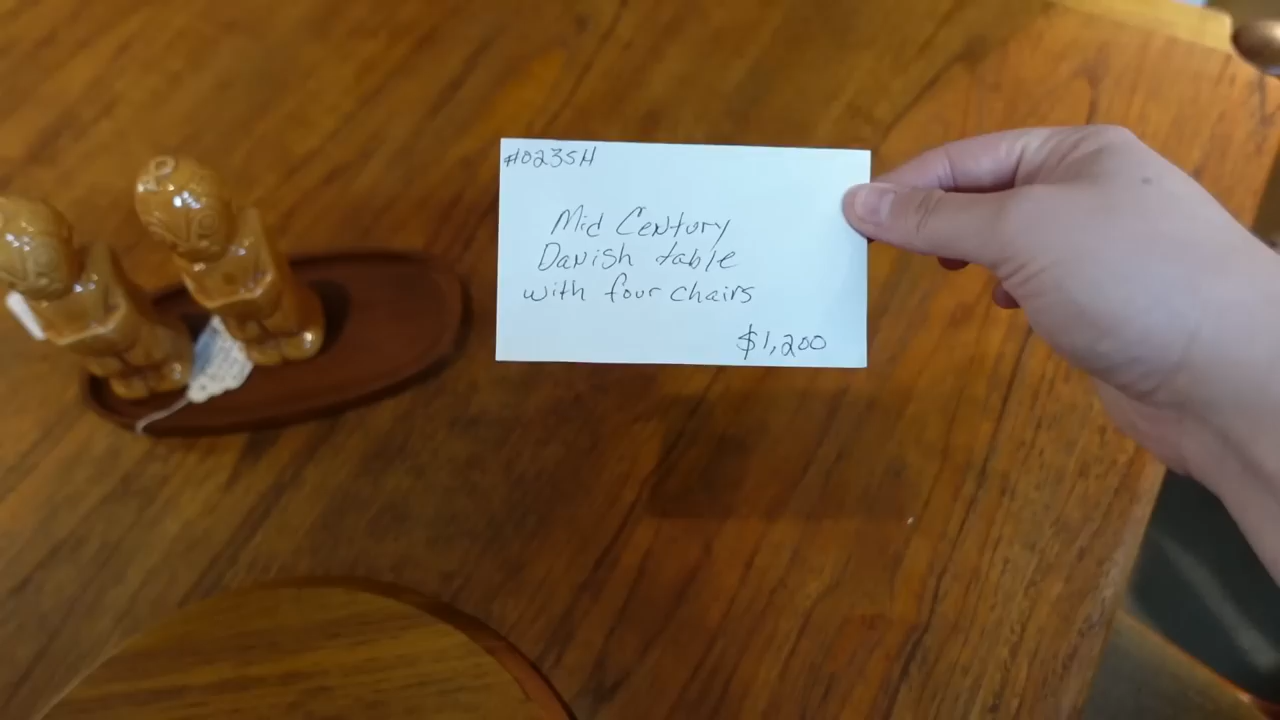 #0235H
Mid Century
Danish table
with four chairs
$1,200